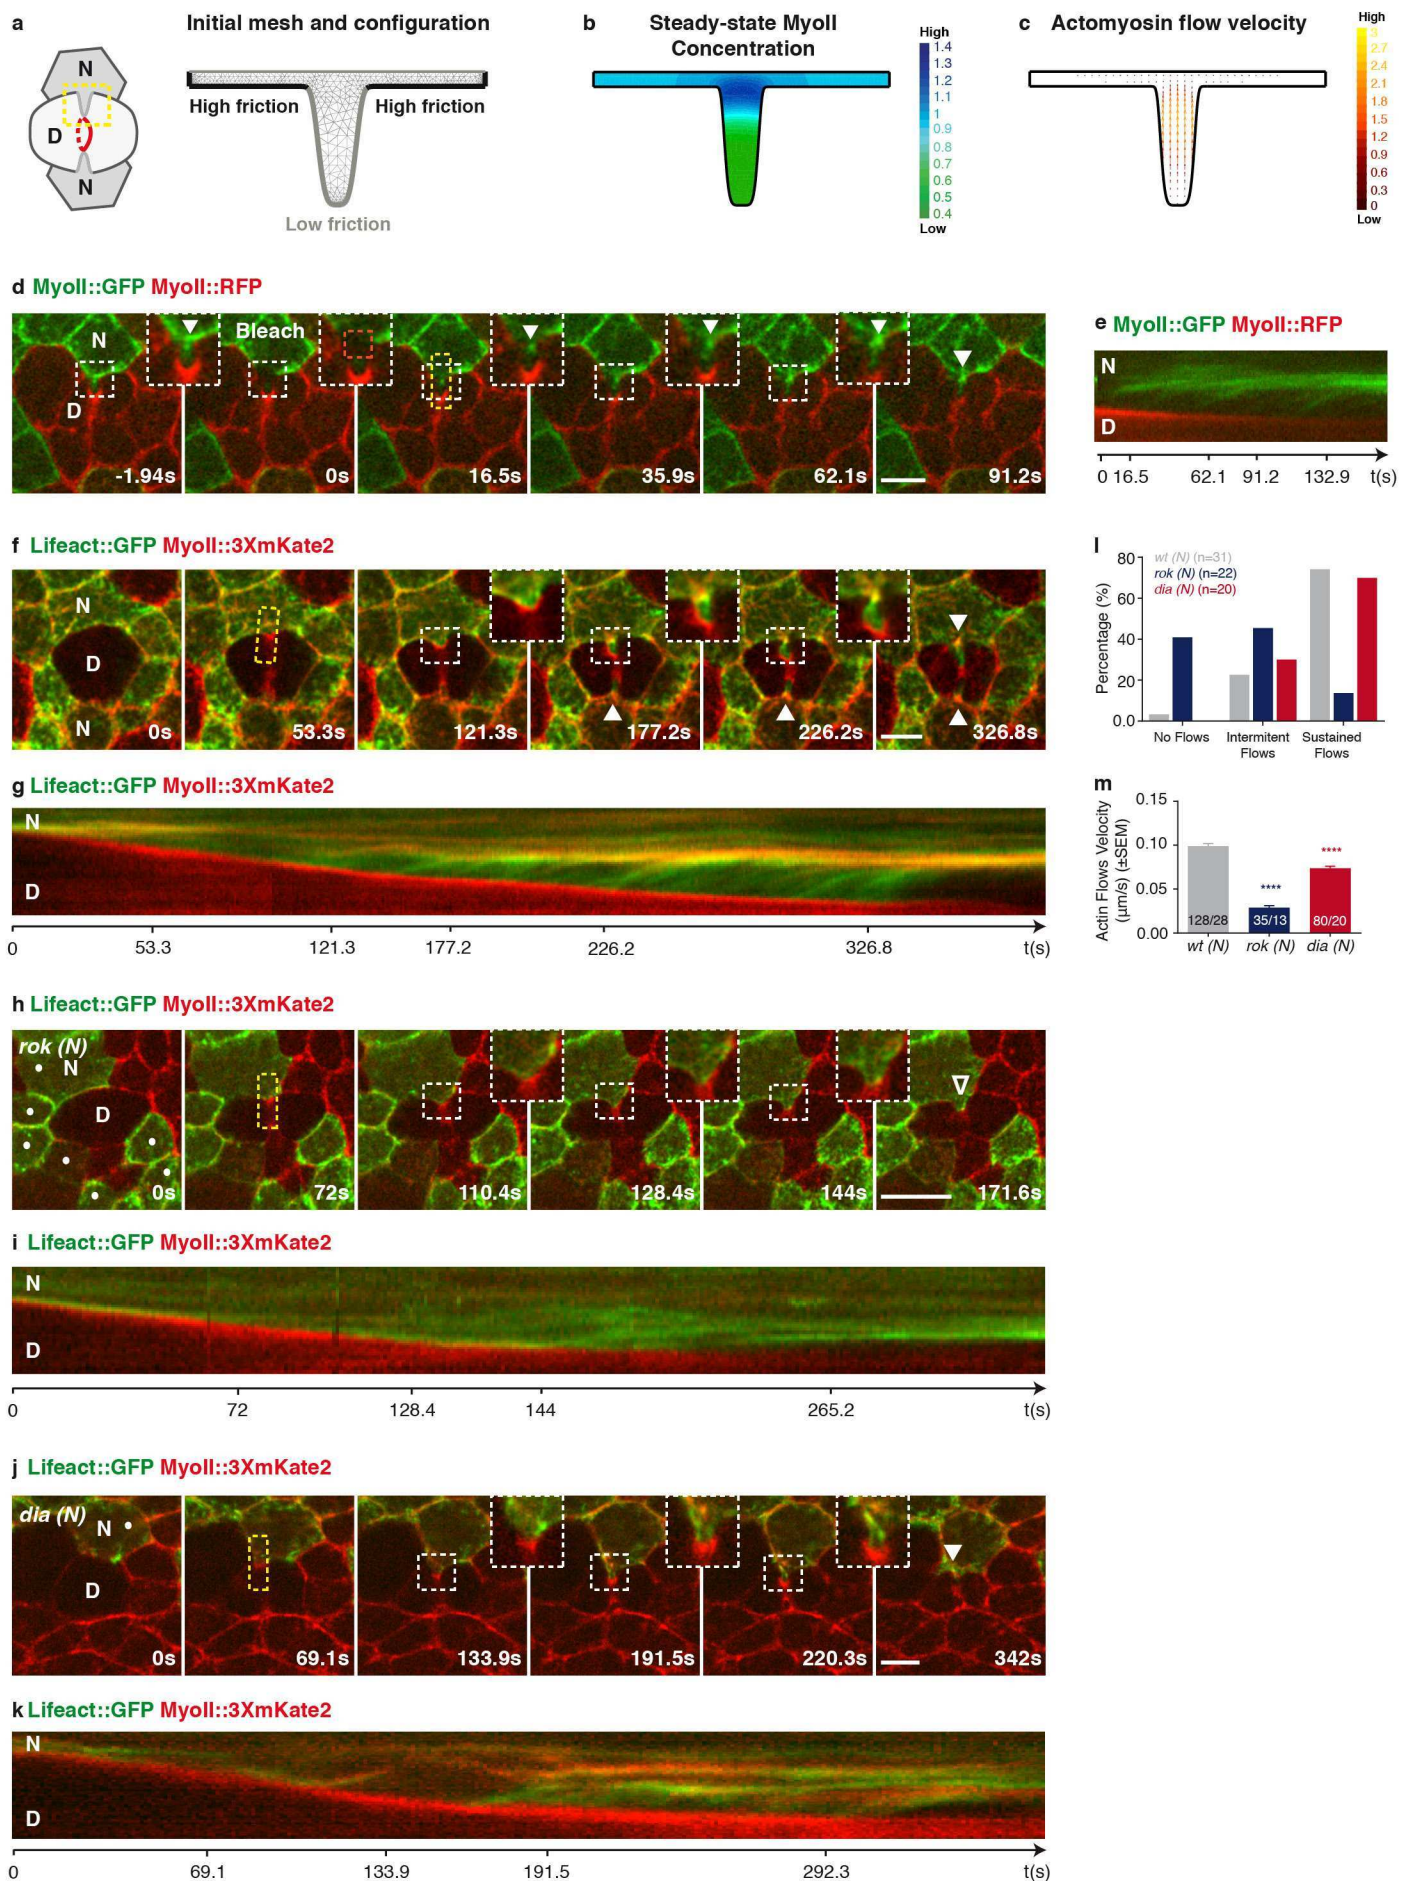 a
Initial mesh and configuration
N
D
N
High friction
High friction
Low friction
b
Steady-state MyoII
Concentration
High
1.4
1.3
1.2
1.1
1
0.9
0.8
0.7
0.6
0.5
0.4
Low
c
Actomyosin flow velocity
High
3
2.7
2.4
2.1
1.8
1.5
1.2
0.9
0.6
0.3
0
Low
d MyoII::GFP MyoII::RFP
N
D
Bleach
-1.94s
0s
16.5s
35.9s
62.1s
91.2s
e MyoII::GFP MyoII::RFP
N
D
0 16.5 62.1 91.2 132.9 t(s)
f Lifeact::GFP MyoII::3XmKate2
N
D
N
0s
53.3s
121.3s
177.2s
226.2s
326.8s
g Lifeact::GFP MyoII::3XmKate2
N
D
0 53.3 121.3 177.2 226.2 326.8 t(s)
h Lifeact::GFP MyoII::3XmKate2
rok (N)
N
D
0s
72s
110.4s
128.4s
144s
171.6s
i Lifeact::GFP MyoII::3XmKate2
N
D
0 72 128.4 144 265.2 t(s)
j Lifeact::GFP MyoII::3XmKate2
dia (N)
N
D
0s
69.1s
133.9s
191.5s
220.3s
342s
k Lifeact::GFP MyoII::3XmKate2
N
D
0 69.1 133.9 191.5 292.3 t(s)
l
wt (N) (n=31)
rok (N) (n=22)
dia (N) (n=20)
Percentage (%)
80
60
40
20
0.0
No Flows
Intermitent
Flows
Sustained
Flows
m
Actin Flows Velocity
(µm/s) (±SEM)
0.15
0.10
0.05
0.00
****
****
128/28
35/13
80/20
wt (N) rok (N) dia (N)